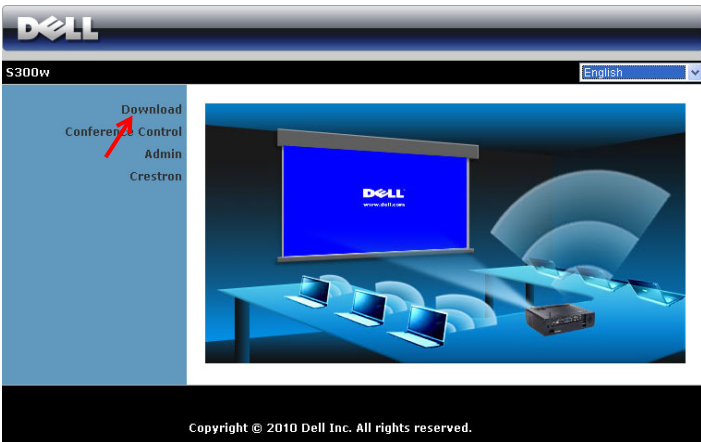 DELL
S300w
English
Download
Conference Control
Admin
Crestron
DELL
www.dell.com
Copyright © 2010 Dell Inc. All rights reserved.